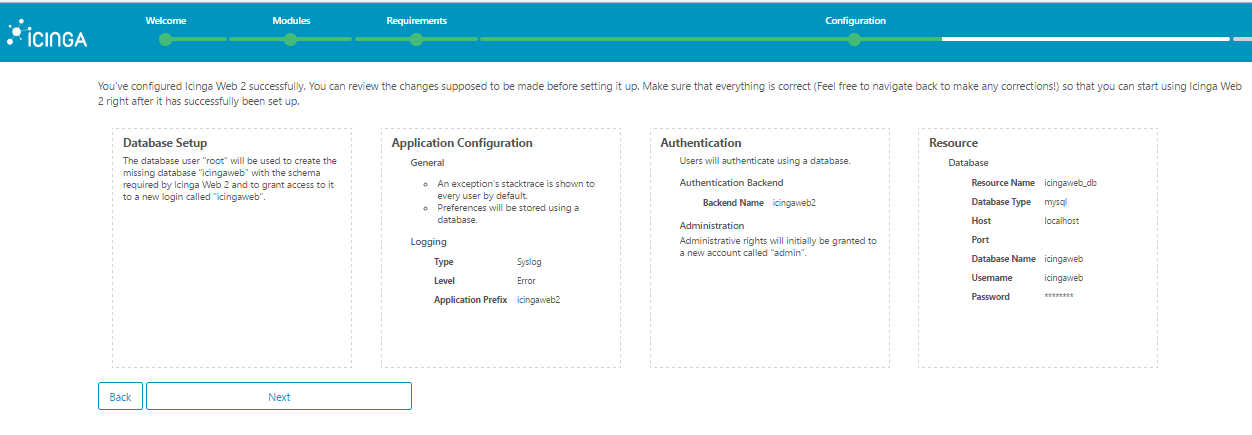 Welcome
Modules
Requirements
Configuration
ICINGA
You've configured Icinga Web 2 successfully. You can review the changes supposed to be made before setting it up. Make sure that everything is correct (Feel free to navigate back to make any corrections!) so that you can start using Icinga Web
2 right after it has successfully been set up.
Database Setup
The database user "root" will be used to create the
missing database "icingaweb" with the schema
required by Icinga Web 2 and to grant access to it
to a new login called "icingaweb".
Application Configuration
General
An exception's stacktrace is shown to
every user by default.
Preferences will be stored using a
database.
Logging
Type Syslog
Level Error
Application Prefix icingaweb2
Authentication
Users will authenticate using a database.
Authentication Backend
Backend Name icingaweb2
Administration
Administrative rights will initially be granted to
a new account called "admin".
Resource
Database
Resource Name icingaweb_db
Database Type mysql
Host localhost
Port
Database Name icingaweb
Username icingaweb
Password ********
Back
Next